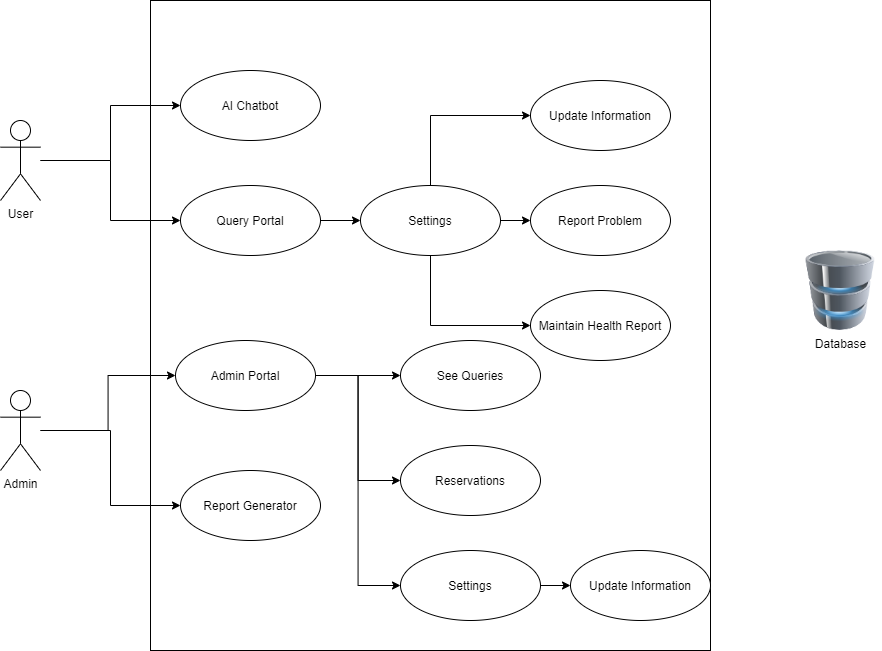 AI Chatbot
Update Information
User
Query Portal
Settings
Report Problem
Maintain Health Report
Database
Admin Portal
See Queries
Admin
Report Generator
Reservations
Settings
Update Information